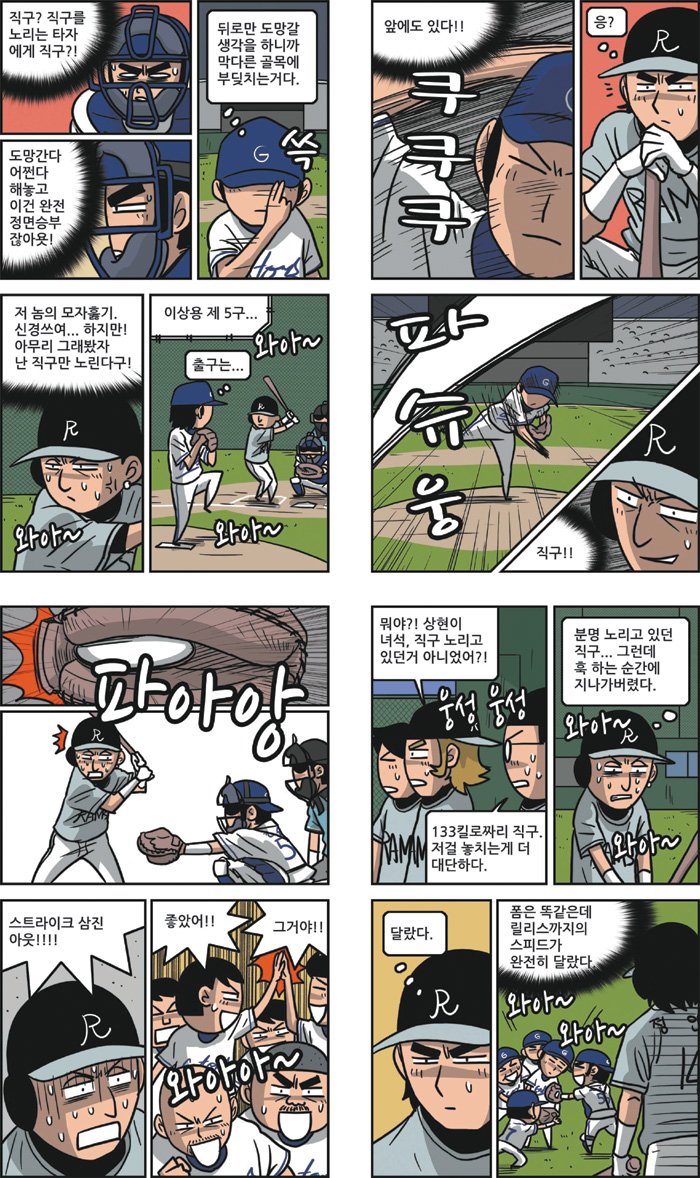 직구? 직구를
노리는 타자
에게 직구?!
도망간다
어쩐다
해놓고
이건 완전
정면승부
잖아욧!
뒤로만 도망갈
생각을 하니까
막다른 골목에
부딪치는거다.
G
쓱
저 놈의 모자훑기.
신경쓰여... 하지만!
아무리 그래봤자
난 직구만 노린다구!
R
와아~
이상용 제 5구...
와아~
출구는...
R
와아~
앞에도 있다!!
쿠
쿠
쿠
G
응?
R
RAMM
파
슈
웅
G
R
직구!!
파아앙
R
RAMM
스트라이크 삼진
아웃!!!!
R
좋았어!!
그거야!!
와아아~
뭐야?! 상현이
녀석, 직구 노리고
있던거 아니었어?!
웅성 웅성
RAMM
133킬로짜리 직구.
저걸 놓치는게 더
대단하다.
분명 노리고 있던
직구... 그런데
훅 하는 순간에
지나가버렸다.
와아~
R
와아~
달랐다.
R
폼은 똑같은데
릴리스까지의
스피드가
완전히 달랐다.
와아~
와아~
정
14